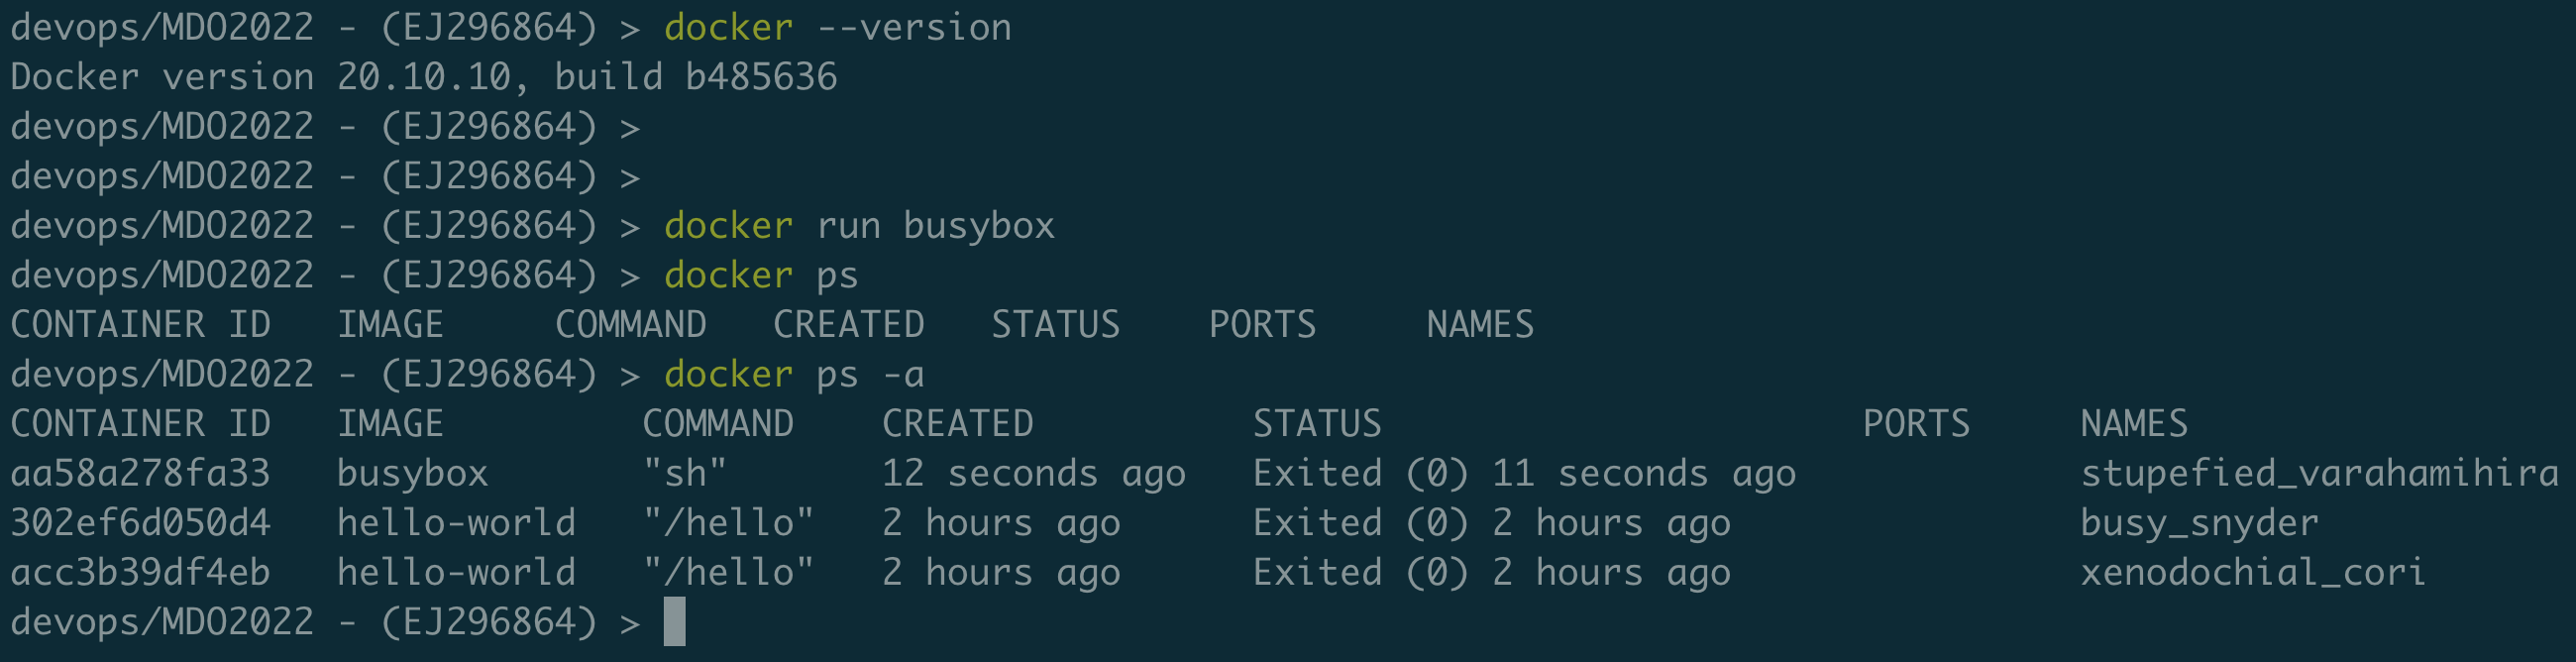 devops/MDO2022 - (EJ296864) > docker --version
Docker version 20.10.10, build b485636
devops/MDO2022 - (EJ296864) >
devops/MDO2022 - (EJ296864) >
devops/MDO2022 - (EJ296864) > docker run busybox
devops/MDO2022 - (EJ296864) > docker ps
CONTAINER ID   IMAGE     COMMAND   CREATED   STATUS    PORTS     NAMES
devops/MDO2022 - (EJ296864) > docker ps -a
CONTAINER ID   IMAGE         COMMAND    CREATED          STATUS                      PORTS     NAMES
aa58a278fa33   busybox       "sh"       12 seconds ago   Exited (0) 11 seconds ago             stupefied_varahamihira
302ef6d050d4   hello-world   "/hello"   2 hours ago      Exited (0) 2 hours ago                busy_snyder
acc3b39df4eb   hello-world   "/hello"   2 hours ago      Exited (0) 2 hours ago                xenodochial_cori
devops/MDO2022 - (EJ296864) >